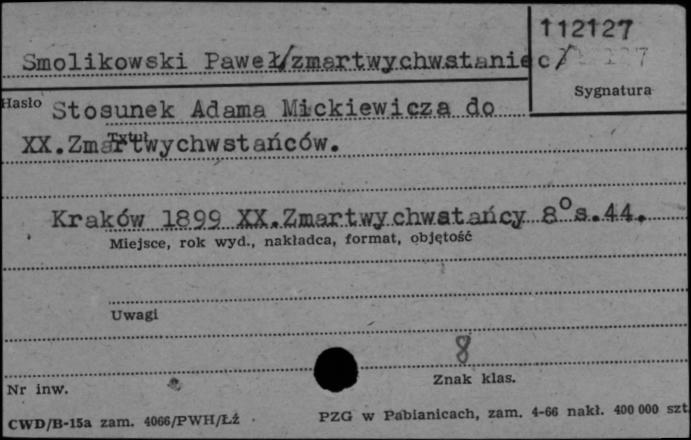 112127
Smolikowski Paweł/zmartwychwstaniec/
Sygnatura
Hasło
Stosunek Adama Mickiewicza do
Tytuł
XX.Zmartwychwstańców.
Kraków 1899 XX.Zmartwychwstańcy 8°s.44.
Miejsce, rok wyd., nakładca, format, objętość
Uwagi
8
Nr inw.
Znak klas.
CWD/B-15a zam. 4066/PWH/Łź
PZG w Pabianicach, zam. 4-66 nakł. 400 000 szt.